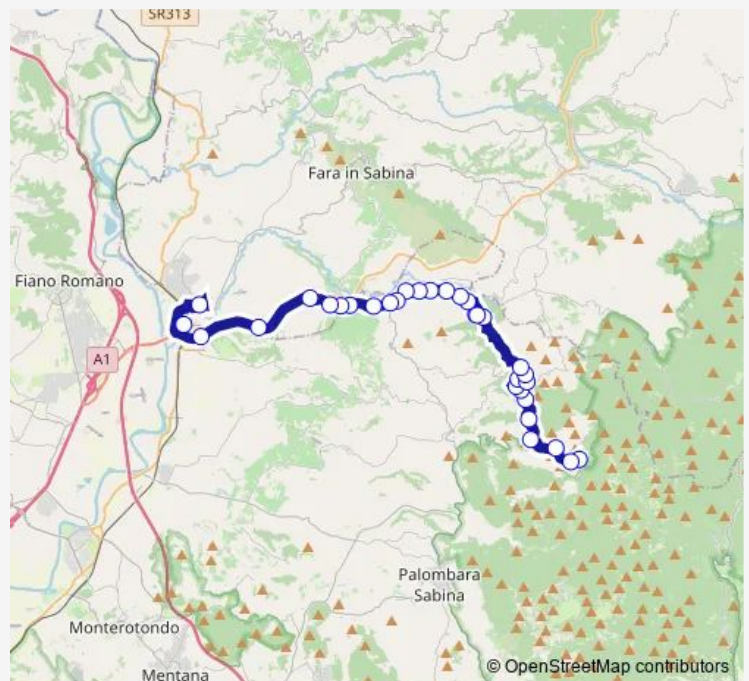 SR313
Fara in Sabina
Fiano Romano
A1
Palombara
Sabina
Monterotondo
Mentana
© OpenStreetMap contributors